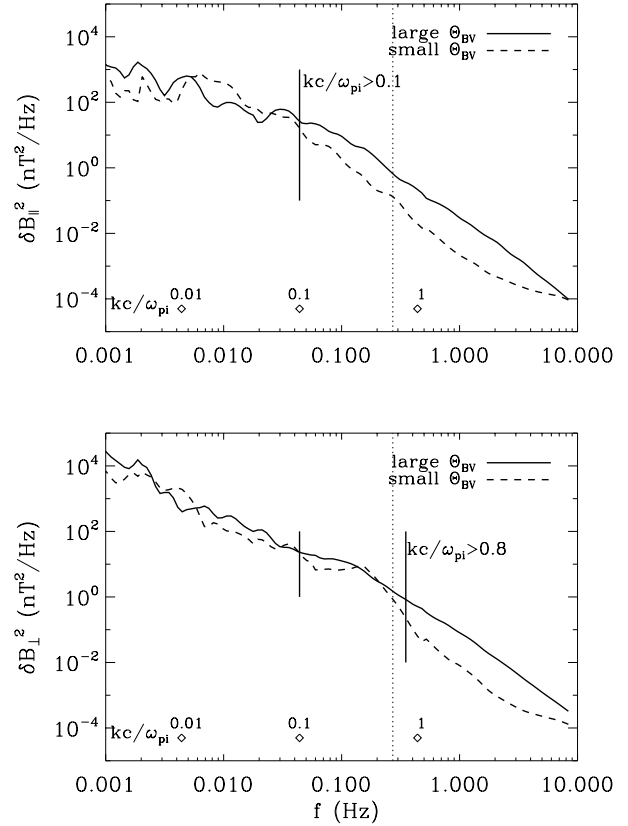 large Θ_BV
small Θ_BV
kc/ω_pi>0.1
10^4
10^2
10^0
10^-2
10^-4
δB_∥^2 (nT^2/Hz)
kc/ω_pi 0.01 0.1 1
0.001 0.010 0.100 1.000 10.000
large Θ_BV
small Θ_BV
kc/ω_pi>0.8
10^4
10^2
10^0
10^-2
10^-4
δB_⊥^2 (nT^2/Hz)
kc/ω_pi 0.01 0.1 1
0.001 0.010 0.100 1.000 10.000
f (Hz)